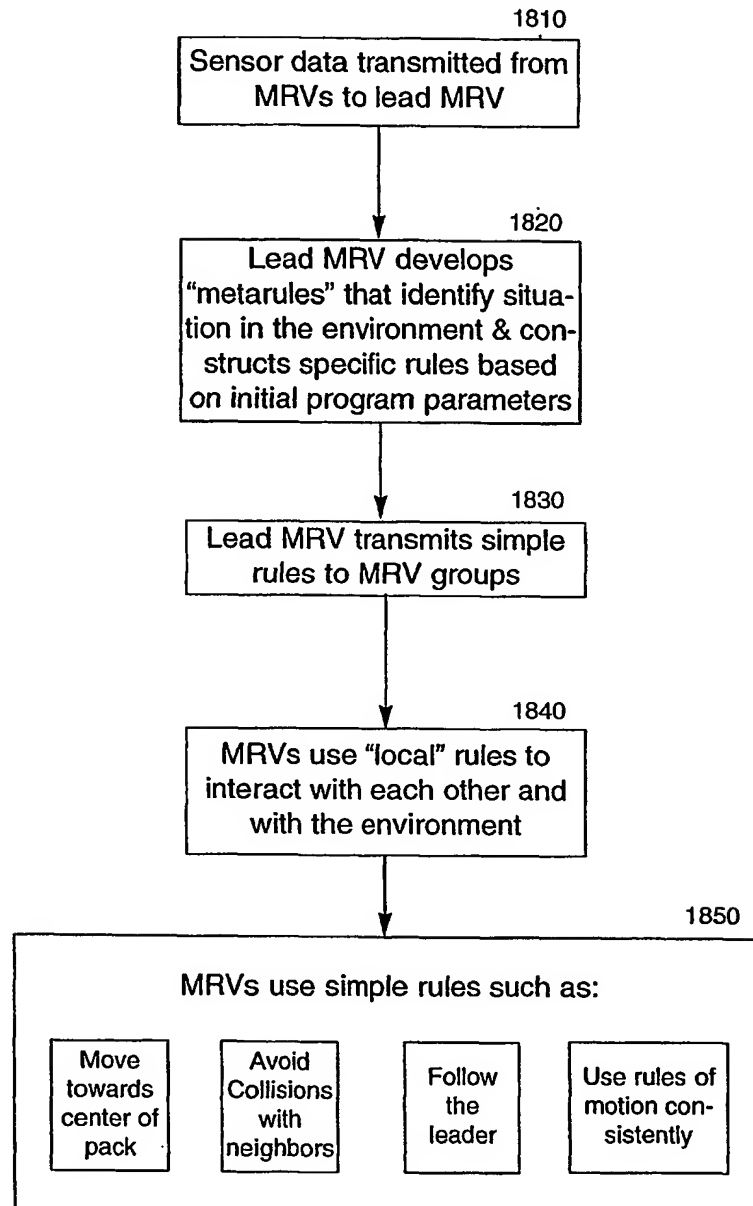 1810
Sensor data transmitted from
MRVs to lead MRV
1820
Lead MRV develops
“metarules” that identify situa-
tion in the environment & con-
structs specific rules based
on initial program parameters
1830
Lead MRV transmits simple
rules to MRV groups
1840
MRVs use “local” rules to
interact with each other and
with the environment
1850
MRVs use simple rules such as:
Move
towards
center of
pack
Avoid
Collisions
with
neighbors
Follow
the
leader
Use rules of
motion con-
sistently